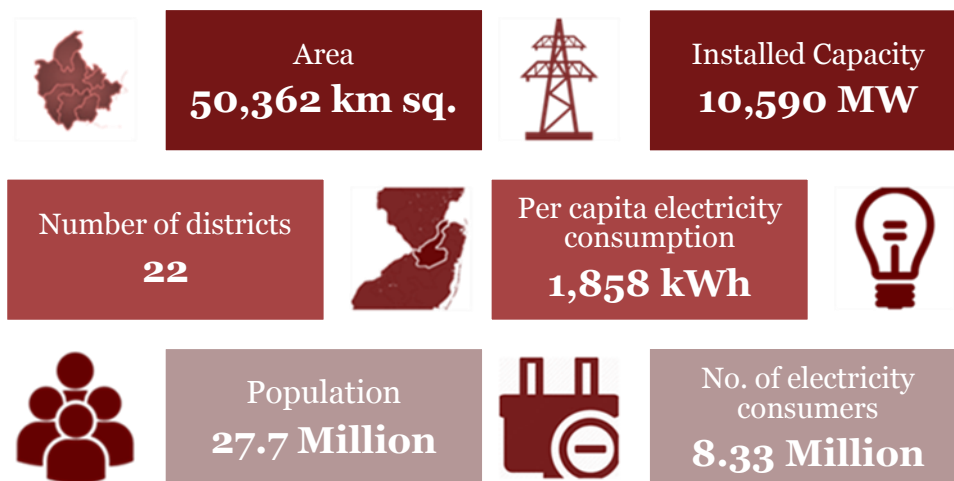 Area
50,362 km sq.
Installed Capacity
10,590 MW
Number of districts
22
Per capita electricity
consumption
1,858 kWh
Population
27.7 Million
No. of electricity
consumers
8.33 Million